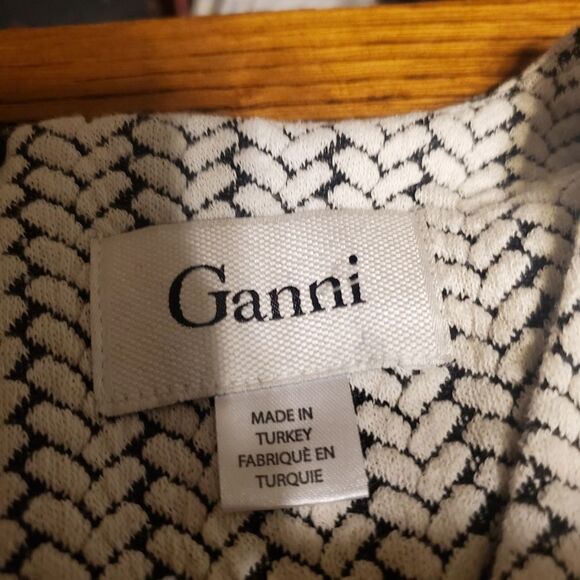 Ganni
MADE IN
TURKEY
FABRIQUÈ EN
TURQUIE